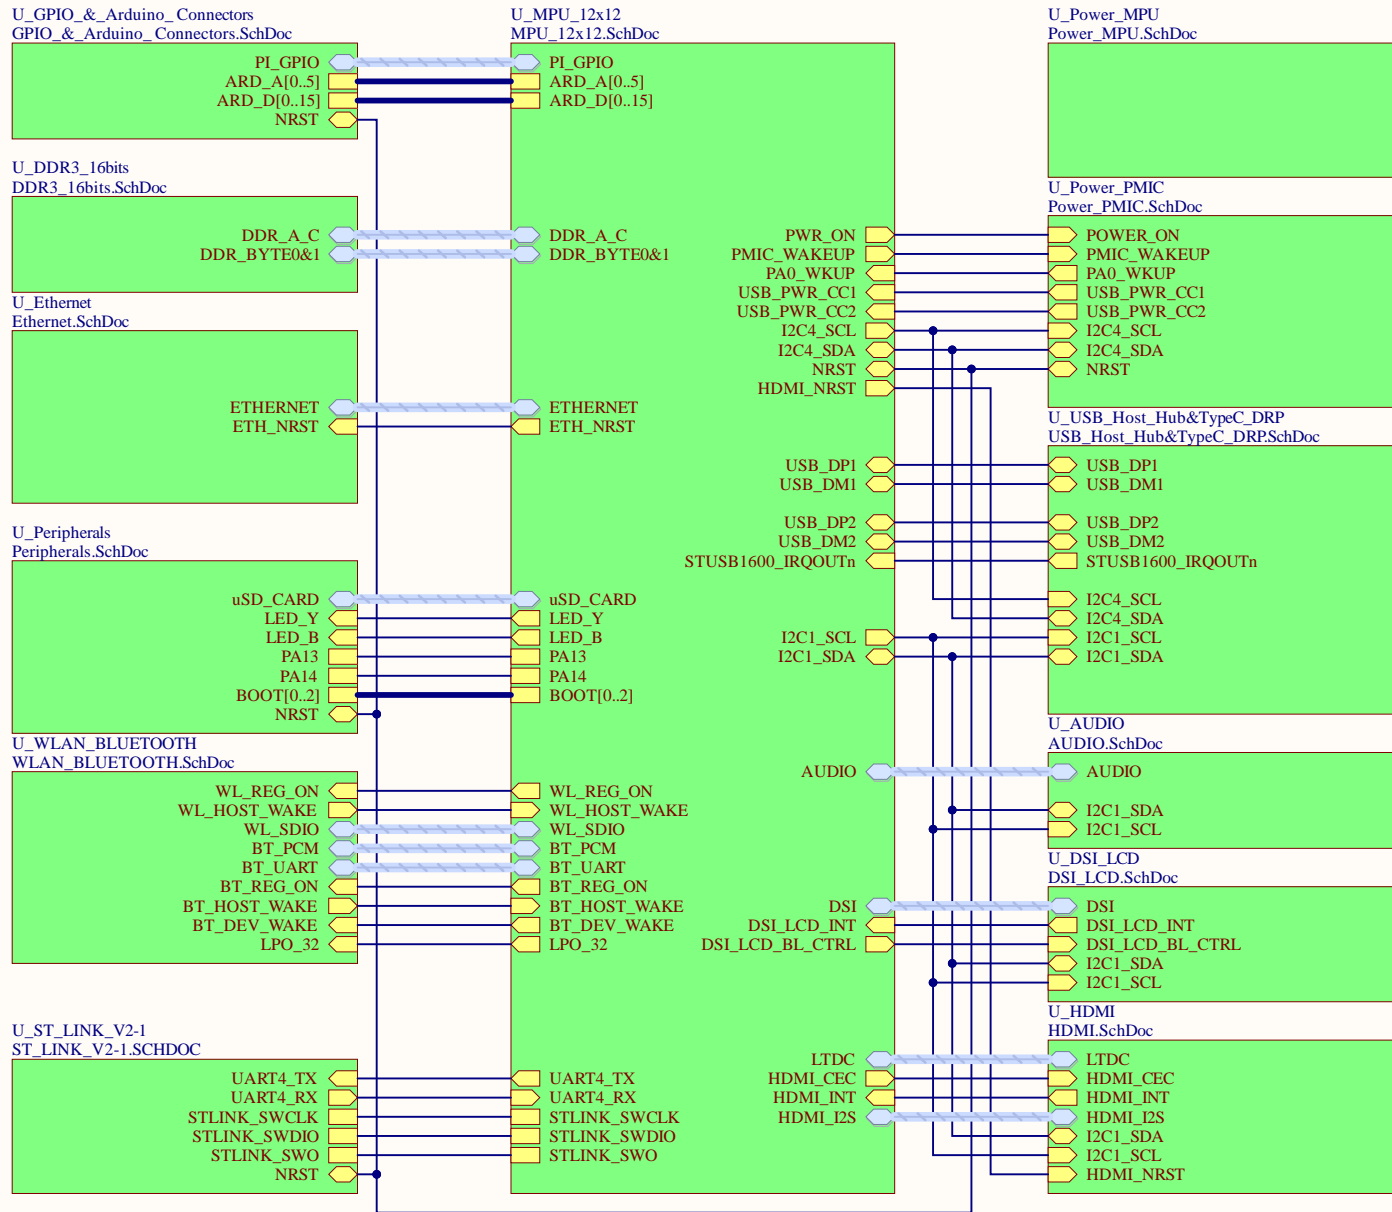 U_GPIO_&_Arduino_ Connectors
GPIO_&_Arduino_ Connectors.SchDoc
PI_GPIO
ARD_A[0..5]
ARD_D[0..15]
NRST
U_DDR3_16bits
DDR3_16bits.SchDoc
DDR_A_C
DDR_BYTE0&1
U_Ethernet
Ethernet.SchDoc
ETHERNET
ETH_NRST
U_Peripherals
Peripherals.SchDoc
uSD_CARD
LED_Y
LED_B
PA13
PA14
BOOT[0..2]
NRST
U_WLAN_BLUETOOTH
WLAN_BLUETOOTH.SchDoc
WL_REG_ON
WL_HOST_WAKE
WL_SDIO
BT_PCM
BT_UART
BT_REG_ON
BT_HOST_WAKE
BT_DEV_WAKE
LPO_32
U_ST_LINK_V2-1
ST_LINK_V2-1.SCHDOC
UART4_TX
UART4_RX
STLINK_SWCLK
STLINK_SWDIO
STLINK_SWO
NRST
U_MPU_12x12
MPU_12x12.SchDoc
PI_GPIO
ARD_A[0..5]
ARD_D[0..15]
DDR_A_C
DDR_BYTE0&1
ETHERNET
ETH_NRST
uSD_CARD
LED_Y
LED_B
PA13
PA14
BOOT[0..2]
WL_REG_ON
WL_HOST_WAKE
WL_SDIO
BT_PCM
BT_UART
BT_REG_ON
BT_HOST_WAKE
BT_DEV_WAKE
LPO_32
UART4_TX
UART4_RX
STLINK_SWCLK
STLINK_SWDIO
STLINK_SWO
PWR_ON
PMIC_WAKEUP
PA0_WKUP
USB_PWR_CC1
USB_PWR_CC2
I2C4_SCL
I2C4_SDA
NRST
HDMI_NRST
USB_DP1
USB_DM1
USB_DP2
USB_DM2
STUSB1600_IRQOUTn
I2C1_SCL
I2C1_SDA
AUDIO
DSI
DSI_LCD_INT
DSI_LCD_BL_CTRL
LTDC
HDMI_CEC
HDMI_INT
HDMI_I2S
U_Power_MPU
Power_MPU.SchDoc
U_Power_PMIC
Power_PMIC.SchDoc
POWER_ON
PMIC_WAKEUP
PA0_WKUP
USB_PWR_CC1
USB_PWR_CC2
I2C4_SCL
I2C4_SDA
NRST
U_USB_Host_Hub&TypeC_DRP
USB_Host_Hub&TypeC_DRP.SchDoc
USB_DP1
USB_DM1
USB_DP2
USB_DM2
STUSB1600_IRQOUTn
I2C4_SCL
I2C4_SDA
I2C1_SCL
I2C1_SDA
U_AUDIO
AUDIO.SchDoc
AUDIO
I2C1_SDA
I2C1_SCL
U_DSI_LCD
DSI_LCD.SchDoc
DSI
DSI_LCD_INT
DSI_LCD_BL_CTRL
I2C1_SDA
I2C1_SCL
U_HDMI
HDMI.SchDoc
LTDC
HDMI_CEC
HDMI_INT
HDMI_I2S
I2C1_SDA
I2C1_SCL
HDMI_NRST